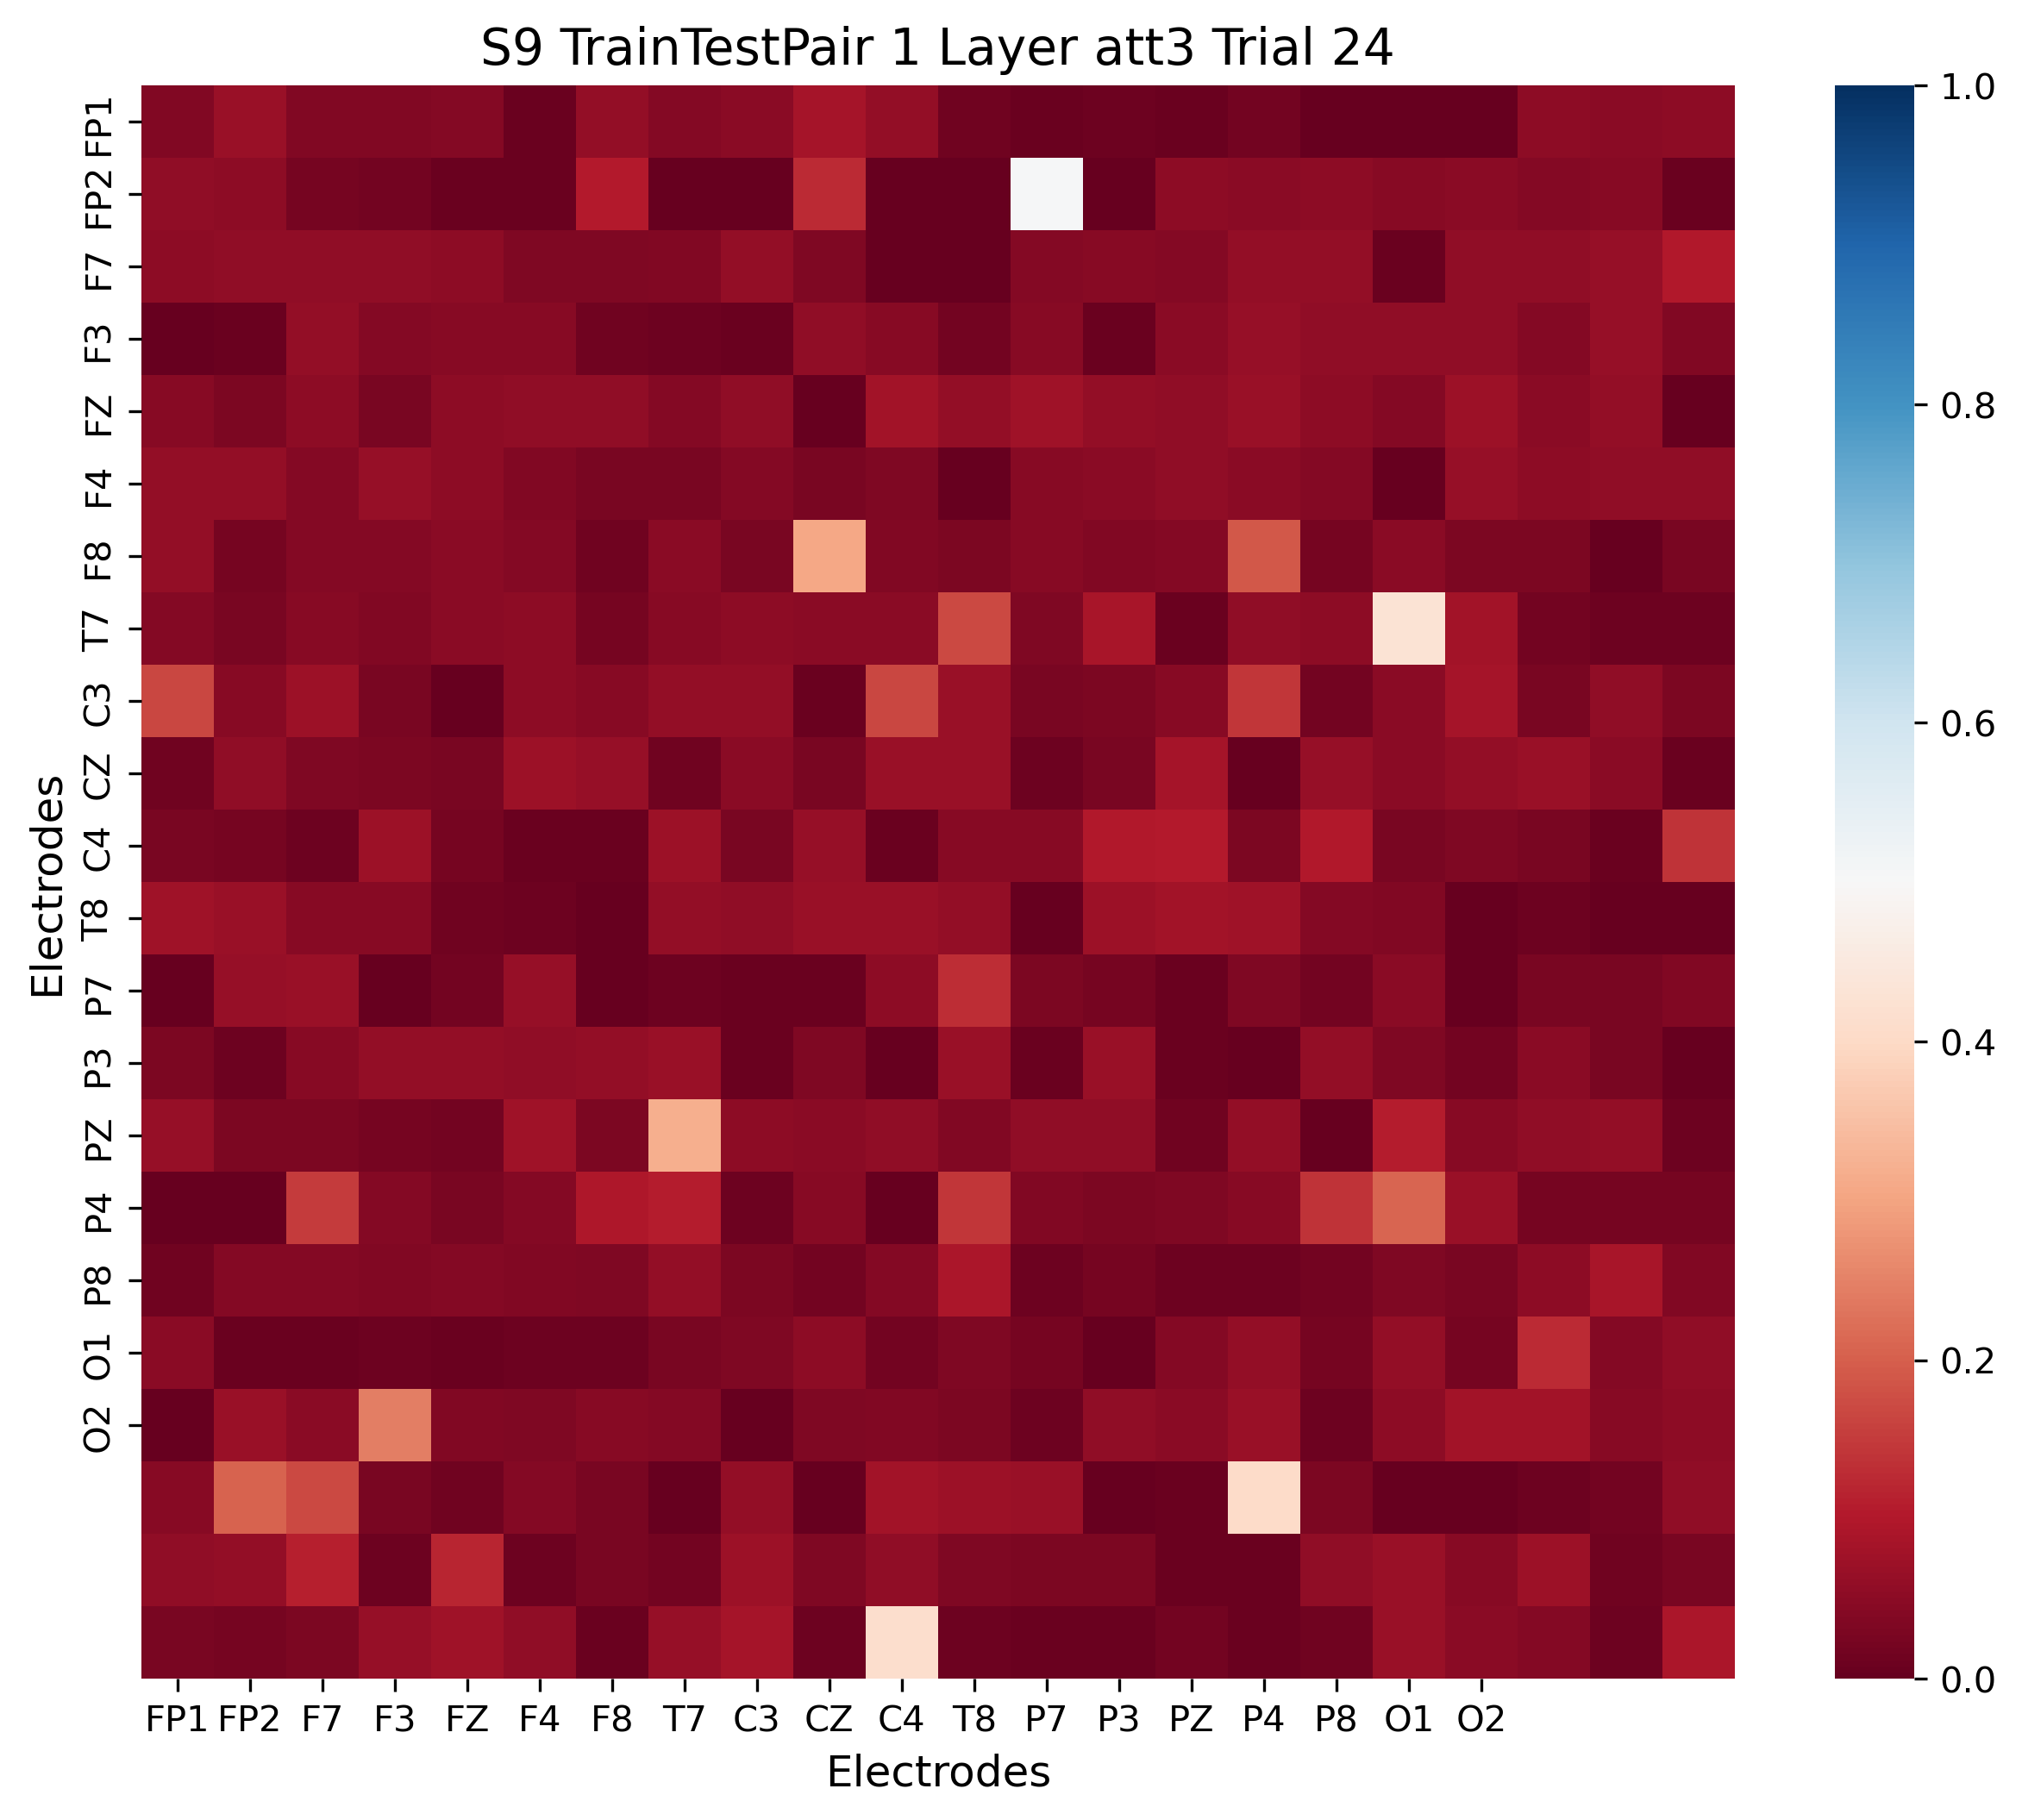 S9 TrainTestPair 1 Layer att3 Trial 24
Electrodes
FP1
FP2
F7
F3
FZ
F4
F8
T7
C3
CZ
C4
T8
P7
P3
PZ
P4
P8
O1
O2
FP1 FP2 F7 F3 FZ F4 F8 T7 C3 CZ C4 T8 P7 P3 PZ P4 P8 O1 O2
Electrodes
1.0
0.8
0.6
0.4
0.2
0.0